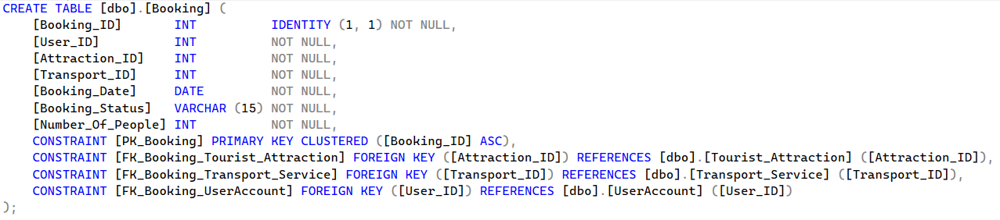 CREATE TABLE [dbo].[Booking] (
    [Booking_ID]       INT          IDENTITY (1, 1) NOT NULL,
    [User_ID]          INT          NOT NULL,
    [Attraction_ID]    INT          NOT NULL,
    [Transport_ID]     INT          NOT NULL,
    [Booking_Date]     DATE         NOT NULL,
    [Booking_Status]   VARCHAR (15) NOT NULL,
    [Number_Of_People] INT          NOT NULL,
    CONSTRAINT [PK_Booking] PRIMARY KEY CLUSTERED ([Booking_ID] ASC),
    CONSTRAINT [FK_Booking_Tourist_Attraction] FOREIGN KEY ([Attraction_ID]) REFERENCES [dbo].[Tourist_Attraction] ([Attraction_ID]),
    CONSTRAINT [FK_Booking_Transport_Service] FOREIGN KEY ([Transport_ID]) REFERENCES [dbo].[Transport_Service] ([Transport_ID]),
    CONSTRAINT [FK_Booking_UserAccount] FOREIGN KEY ([User_ID]) REFERENCES [dbo].[UserAccount] ([User_ID])
);